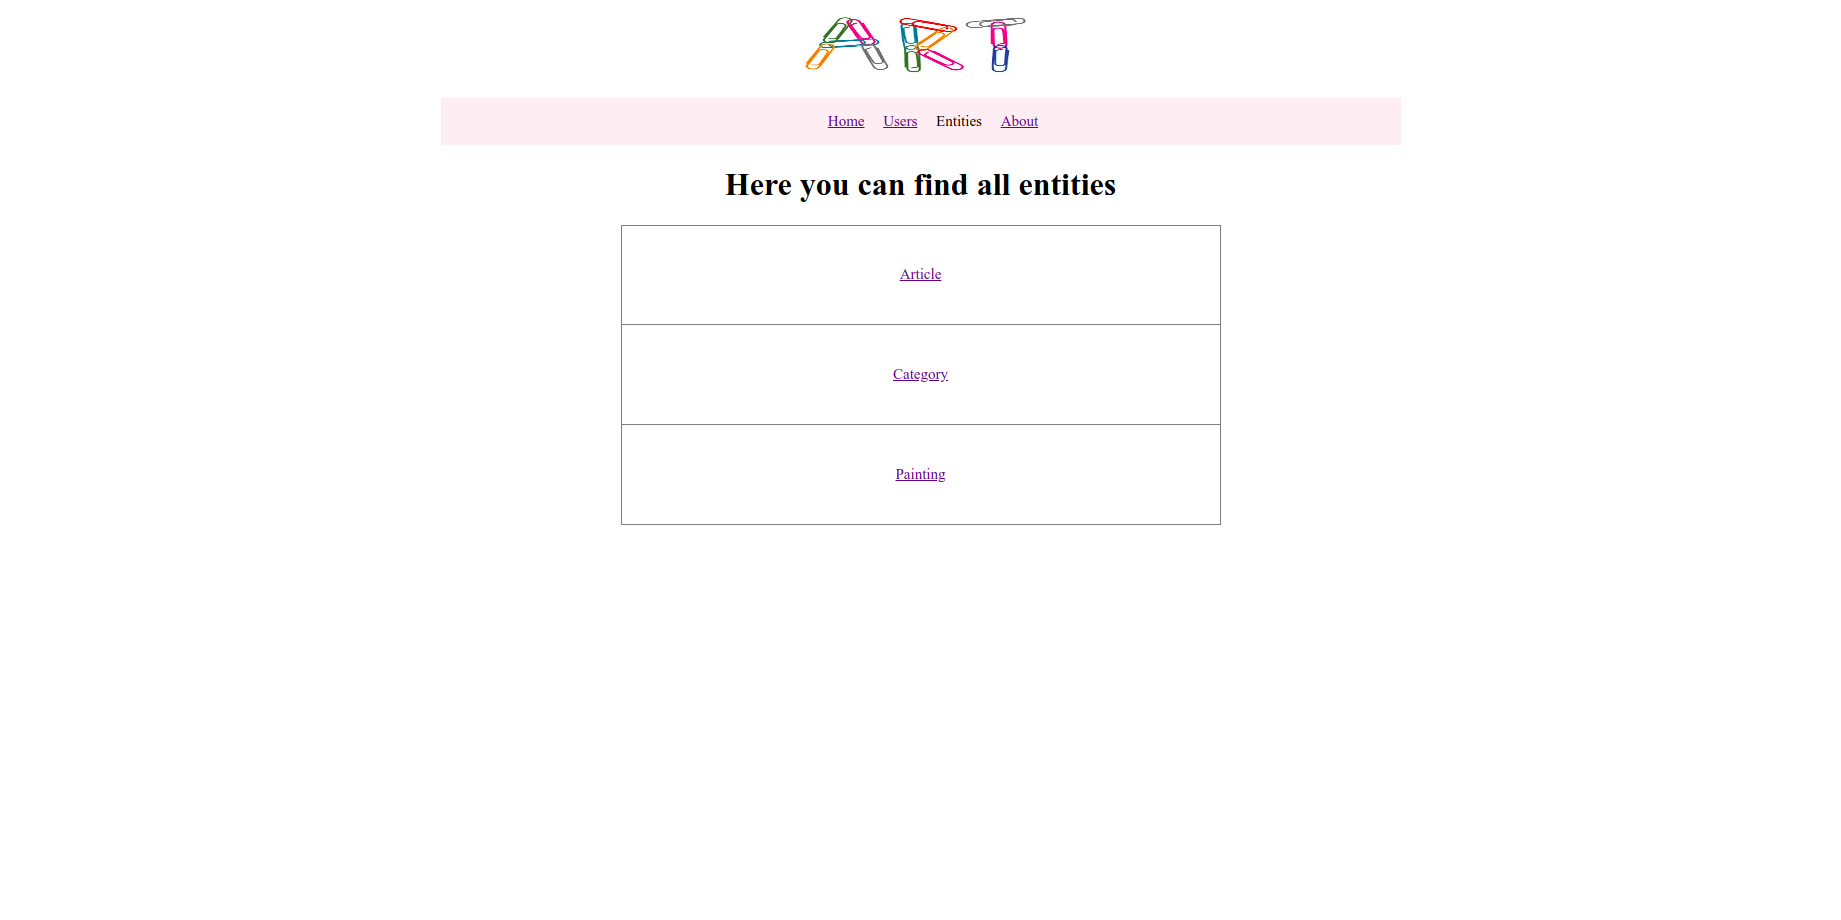 ART
Home Users Entities About
Here you can find all entities
Article
Category
Painting